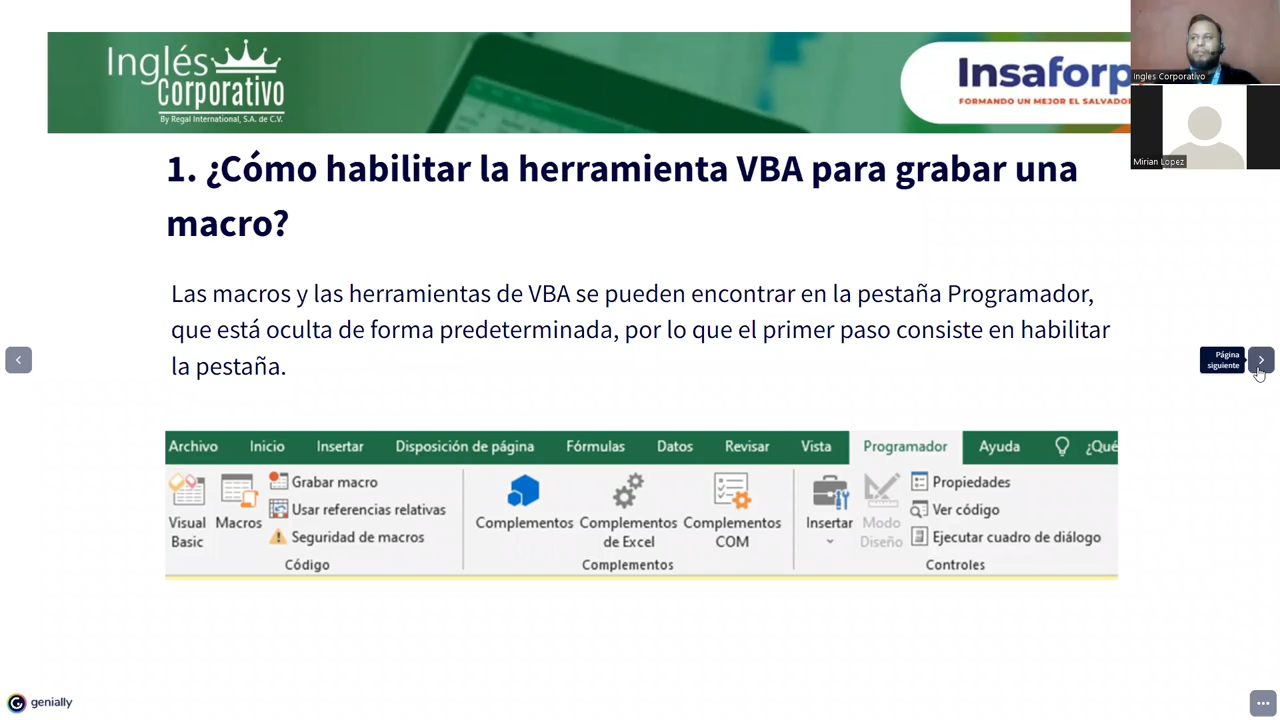 Inglés
Corporativo
By Regal International, S.A. de C.V.
Insaforp
FORMANDO UN MEJOR EL SALVADOR
Ingles Corporativo
Mirian Lopez
1. ¿Cómo habilitar la herramienta VBA para grabar una
macro?
Las macros y las herramientas de VBA se pueden encontrar en la pestaña Programador,
que está oculta de forma predeterminada, por lo que el primer paso consiste en habilitar
la pestaña.
Página
siguiente
Archivo Inicio Insertar Disposición de página Fórmulas Datos Revisar Vista Programador Ayuda ¿Qué
Visual
Basic
Macros
Grabar macro
Usar referencias relativas
Seguridad de macros
Código
Complementos
Complementos
de Excel
Complementos
COM
Complementos
Insertar
Modo
Diseño
Propiedades
Ver código
Ejecutar cuadro de diálogo
Controles
genially